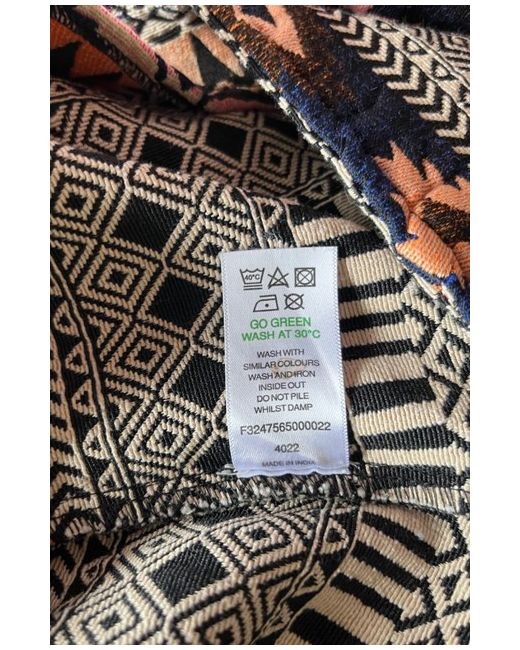 40°C
GO GREEN
WASH AT 30°C
WASH WITH
SIMILAR COLOURS
WASH AND IRON
INSIDE OUT
DO NOT PILE
WHILST DAMP
F3247565000022
4022
MADE IN INDIA